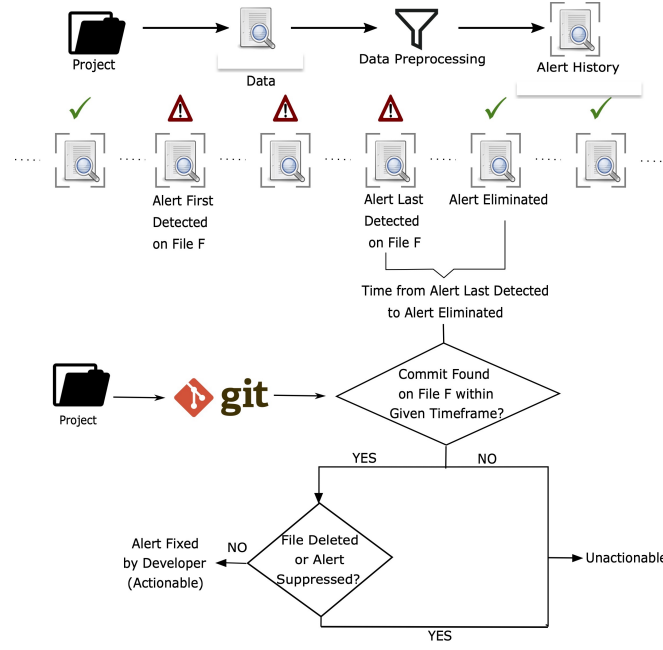 Project
Data
Data Preprocessing
Alert History
Alert First
Detected
on File F
Alert Last
Detected
on File F
Alert Eliminated
Time from Alert Last Detected
to Alert Eliminated
Project
git
Commit Found
on File F within
Given Timeframe?
YES
NO
File Deleted
or Alert
Suppressed?
NO
Alert Fixed
by Developer
(Actionable)
Unactionable
YES